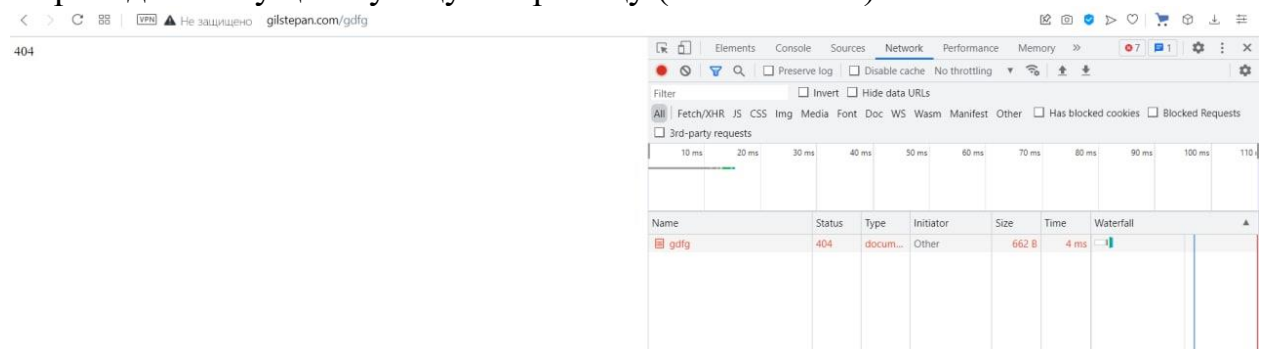 VPN Не защищено gilstepan.com/gdfg
404
Elements Console Sources Network Performance Memory » 7 1
Preserve log Disable cache No throttling
Filter Invert Hide data URLs
All Fetch/XHR JS CSS Img Media Font Doc WS Wasm Manifest Other Has blocked cookies Blocked Requests
3rd-party requests
10 ms 20 ms 30 ms 40 ms 50 ms 60 ms 70 ms 80 ms 90 ms 100 ms 110
Name Status Type Initiator Size Time Waterfall
gdfg 404 docum... Other 662 B 4 ms